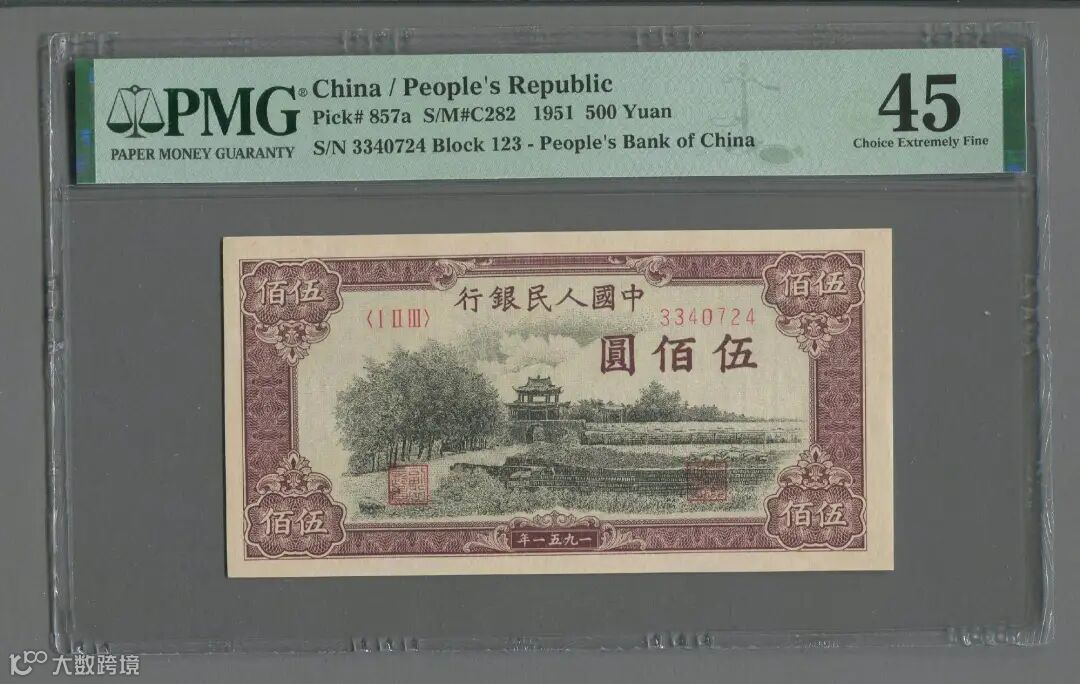 PMG®
PAPER MONEY GUARANTY
China / People's Republic
Pick# 857a S/M#C282 1951 500 Yuan
S/N 3340724 Block 123 - People's Bank of China
45
Choice Extremely Fine
佰伍
行銀民人國中
佰伍
〈I II III〉
3340724
圓佰伍
佰伍
年一五九一
佰伍
大数跨境